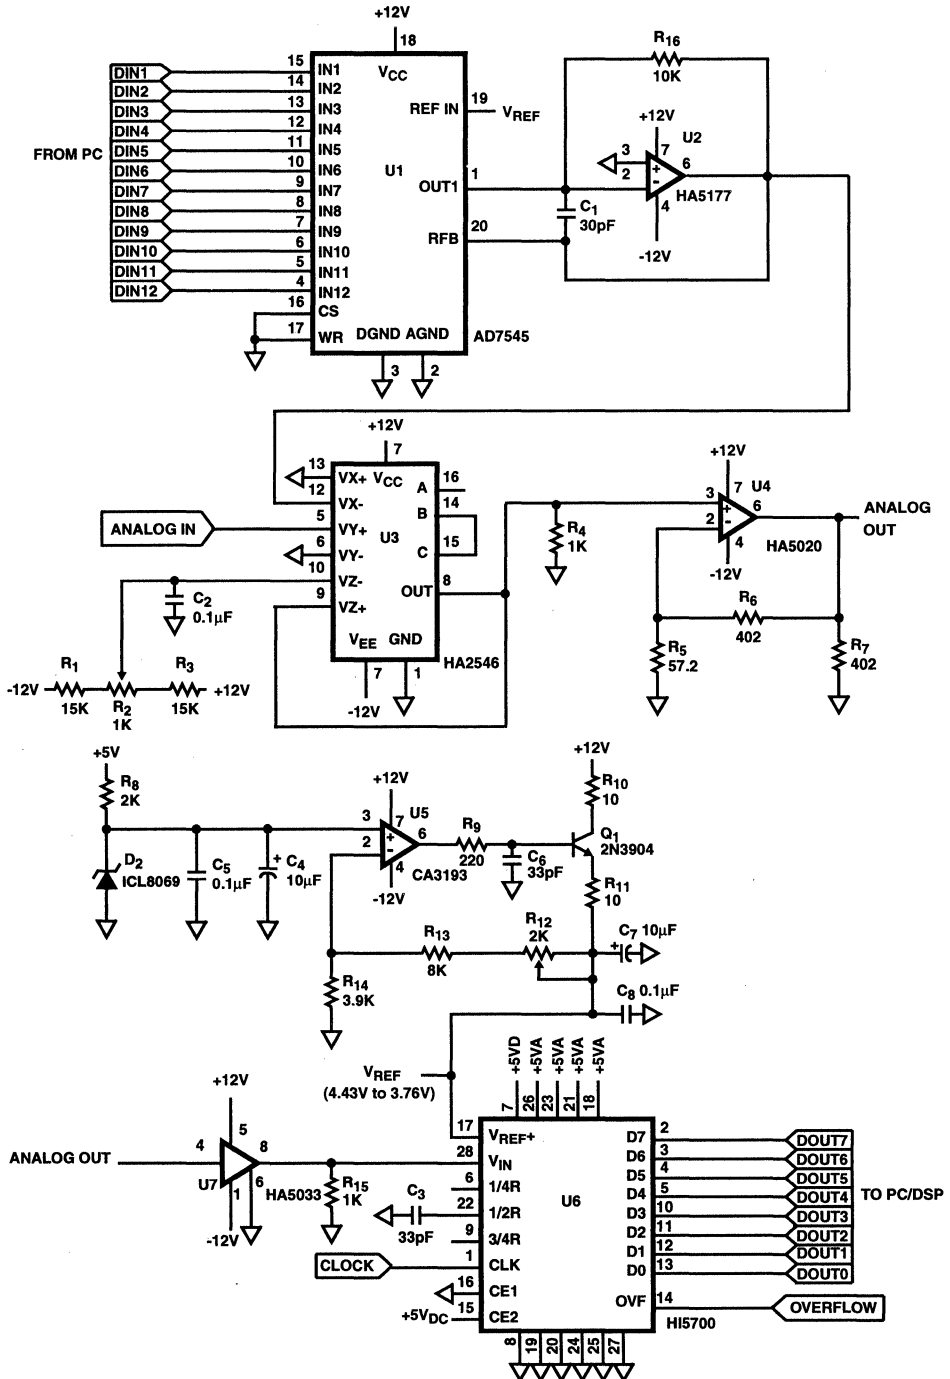 +12V
18
VCC
FROM PC
DIN1
DIN2
DIN3
DIN4
DIN5
DIN6
DIN7
DIN8
DIN9
DIN10
DIN11
DIN12
15
14
13
12
11
10
9
8
7
6
5
4
16
17
IN1
IN2
IN3
IN4
IN5
IN6
IN7
IN8
IN9
IN10
IN11
IN12
CS
WR
U1
REF IN
19
VREF
OUT1
1
RFB
20
DGND AGND
3
2
AD7545
R16
10K
+12V
U2
3
2
7
6
4
+
-
HA5177
-12V
C1
30pF
+12V
7
13
12
5
6
10
9
VX+
VX-
VY+
VY-
VZ-
VZ+
VCC
U3
A
B
C
OUT
16
14
15
8
VEE GND
7
1
-12V
HA2546
ANALOG IN
C2
0.1µF
-12V
R1
15K
R2
1K
R3
15K
+12V
R4
1K
+12V
7
U4
3
2
6
4
+
-
-12V
HA5020
ANALOG
OUT
R6
402
R5
57.2
R7
402
+5V
R8
2K
D2
ICL8069
C5
0.1µF
+
C4
10µF
+12V
7
U5
3
2
6
4
+
-
-12V
CA3193
R9
220
C6
33pF
+12V
R10
10
Q1
2N3904
R11
10
R13
8K
R12
2K
R14
3.9K
+
C7 10µF
C8 0.1µF
VREF
(4.43V to 3.76V)
+5VD
+5VA
+5VA
+5VA
+5VA
7
26
23
21
18
ANALOG OUT
+12V
5
4
8
U7
1
6
-12V
HA5033
R15
1K
C3
33pF
CLOCK
+5VDC
17
28
6
22
9
1
16
15
VREF+
VIN
1/4R
1/2R
3/4R
CLK
CE1
CE2
U6
D7
D6
D5
D4
D3
D2
D1
D0
OVF
2
3
4
5
10
11
12
13
14
DOUT7
DOUT6
DOUT5
DOUT4
DOUT3
DOUT2
DOUT1
DOUT0
TO PC/DSP
OVERFLOW
HI5700
8
19
20
24
25
27